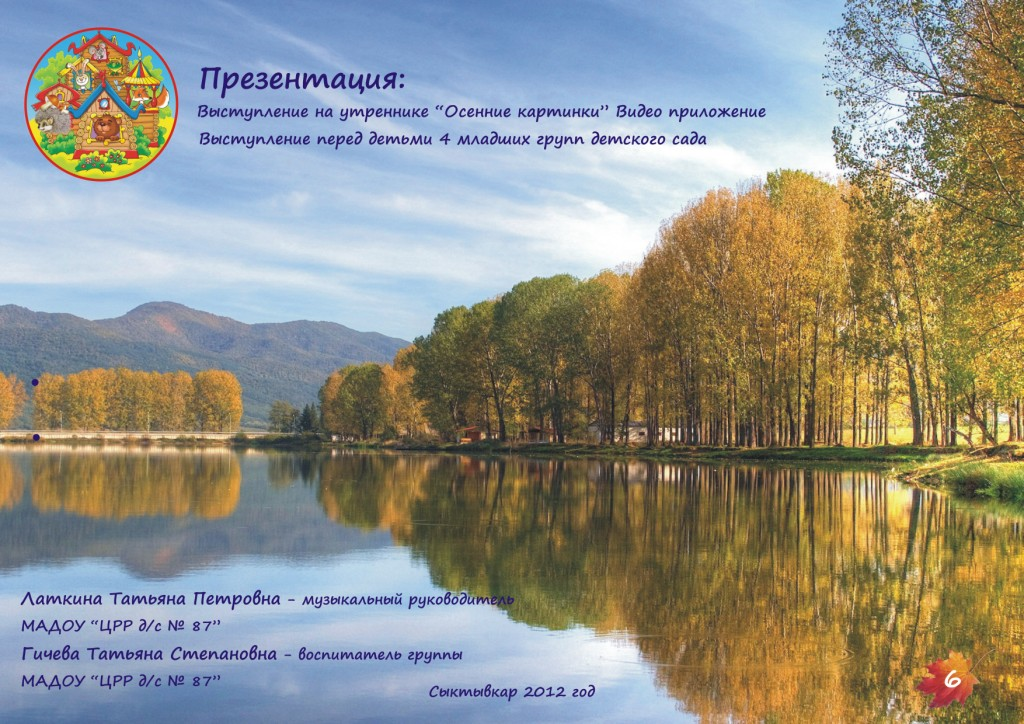 Презентация:
Выступление на утреннике “Осенние картинки” Видео приложение
Выступление перед детьми 4 младших групп детского сада
Латкина Татьяна Петровна - музыкальный руководитель
МАДОУ “ЦРР д/с № 87”
Гичева Татьяна Степановна - воспитатель группы
МАДОУ “ЦРР д/с № 87”
Сыктывкар 2012 год
6